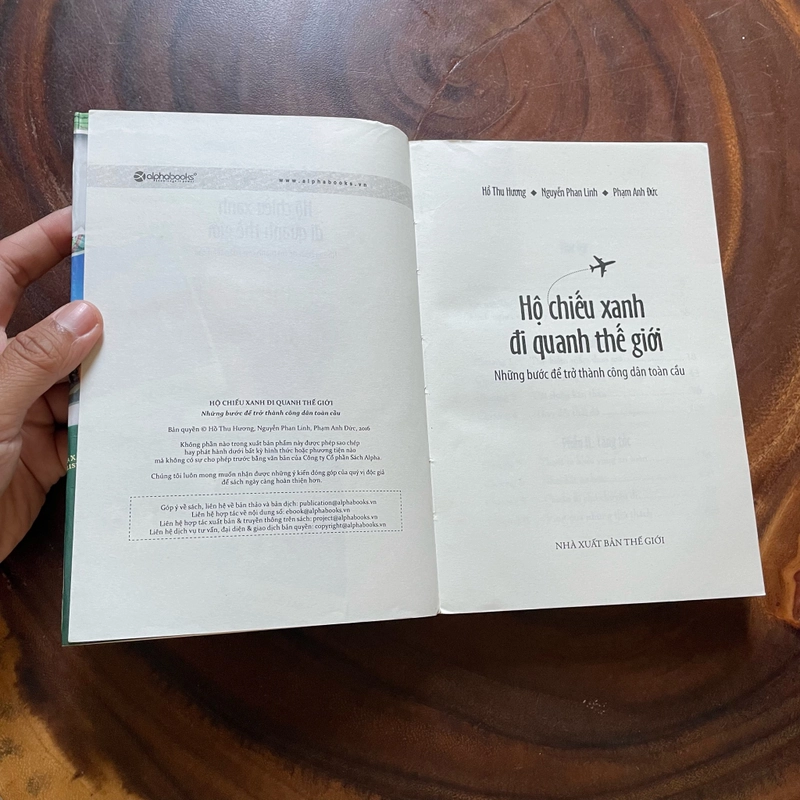 alphabooks®
www.alphabooks.vn
HỘ CHIẾU XANH ĐI QUANH THẾ GIỚI
Những bước để trở thành công dân toàn cầu
Bản quyền © Hồ Thu Hương, Nguyễn Phan Linh, Phạm Anh Đức, 2016
Không phần nào trong xuất bản phẩm này được phép sao chép
hay phát hành dưới bất kỳ hình thức hoặc phương tiện nào
mà không có sự cho phép trước bằng văn bản của Công ty Cổ phần Sách Alpha.
Chúng tôi luôn mong muốn nhận được những ý kiến đóng góp của quý vị độc giả
để sách ngày càng hoàn thiện hơn.
Góp ý về sách, liên hệ về bản thảo và bản dịch: publication@alphabooks.vn
Liên hệ hợp tác về nội dung số: ebook@alphabooks.vn
Liên hệ hợp tác xuất bản & truyền thông trên sách: project@alphabooks.vn
Liên hệ dịch vụ tư vấn, đại diện & giao dịch bản quyền: copyright@alphabooks.vn
Hồ Thu Hương ◆ Nguyễn Phan Linh ◆ Phạm Anh Đức
Hộ chiếu xanh
đi quanh thế giới
Những bước để trở thành công dân toàn cầu
NHÀ XUẤT BẢN THẾ GIỚI